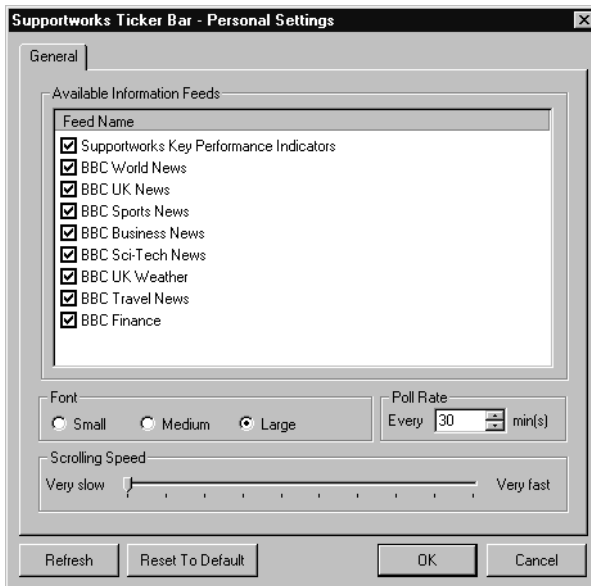 Supportworks Ticker Bar - Personal Settings
General
Available Information Feeds
Feed Name
Supportworks Key Performance Indicators
BBC World News
BBC UK News
BBC Sports News
BBC Business News
BBC Sci-Tech News
BBC UK Weather
BBC Travel News
BBC Finance
Font
Small Medium Large
Poll Rate
Every 30 min(s)
Scrolling Speed
Very slow Very fast
Refresh Reset To Default OK Cancel